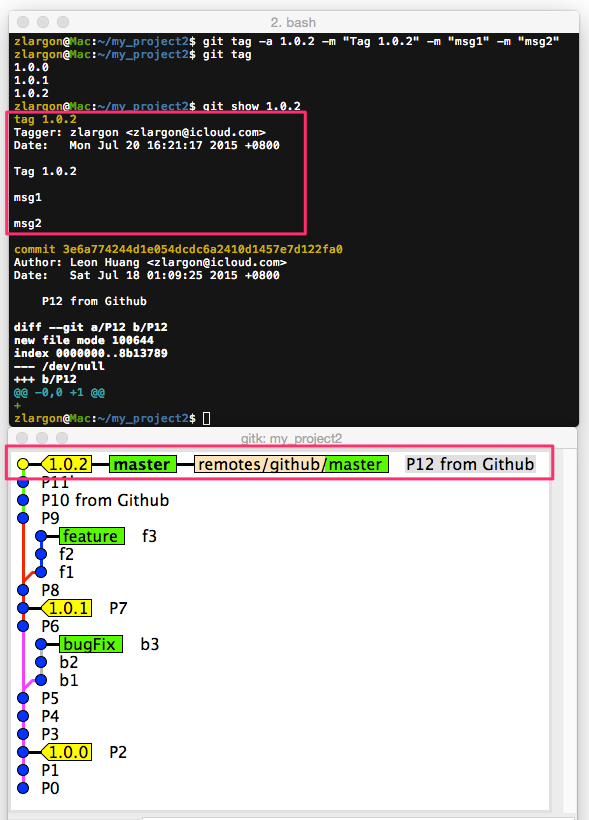 2. bash
zlargon@Mac:~/my_project2$ git tag -a 1.0.2 -m "Tag 1.0.2" -m "msg1" -m "msg2"
zlargon@Mac:~/my_project2$ git tag
1.0.0
1.0.1
1.0.2
zlargon@Mac:~/my_project2$ git show 1.0.2
tag 1.0.2
Tagger: zlargon <zlargon@icloud.com>
Date:   Mon Jul 20 16:21:17 2015 +0800
Tag 1.0.2
msg1
msg2
commit 3e6a774244d1e054dcdc6a2410d1457e7d122fa0
Author: Leon Huang <zlargon@icloud.com>
Date:   Sat Jul 18 01:09:25 2015 +0800
P12 from Github
diff --git a/P12 b/P12
new file mode 100644
index 0000000..8b13789
--- /dev/null
+++ b/P12
@@ -0,0 +1 @@
+
zlargon@Mac:~/my_project2$
gitk: my_project2
1.0.2 master remotes/github/master P12 from Github
P11'
P10 from Github
P9
feature f3
f2
f1
P8
1.0.1 P7
P6
bugFix b3
b2
b1
P5
P4
P3
1.0.0 P2
P1
P0